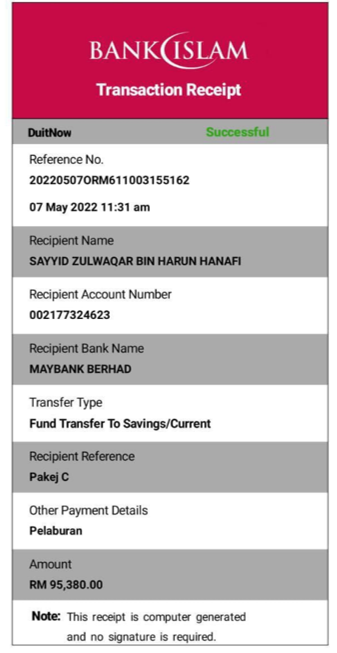 BANK ISLAM
Transaction Receipt
DuitNow Successful
Reference No.
20220507ORM611003155162
07 May 2022 11:31 am
Recipient Name
SAYYID ZULWAQAR BIN HARUN HANAFI
Recipient Account Number
002177324623
Recipient Bank Name
MAYBANK BERHAD
Transfer Type
Fund Transfer To Savings/Current
Recipient Reference
Pakej C
Other Payment Details
Pelaburan
Amount
RM 95,380.00
Note: This receipt is computer generated
and no signature is required.